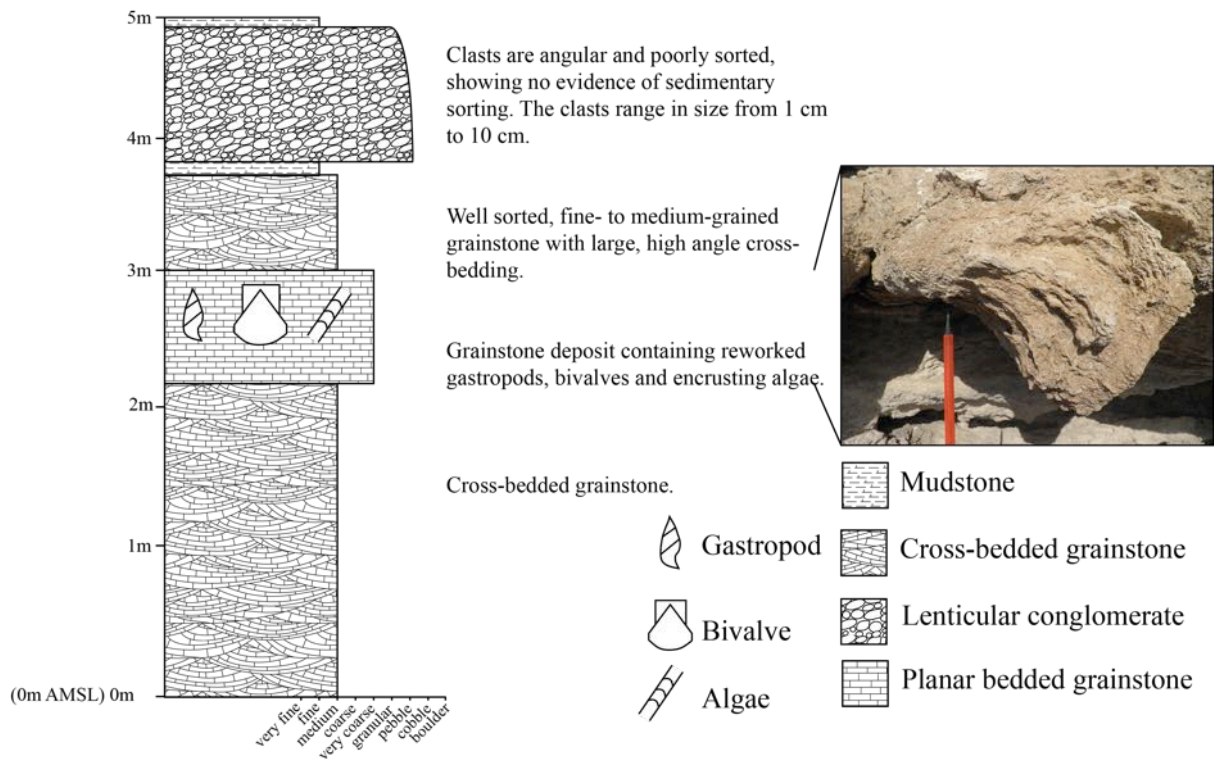 5m
Clasts are angular and poorly sorted,
showing no evidence of sedimentary
sorting. The clasts range in size from 1 cm
to 10 cm.
4m
Well sorted, fine- to medium-grained
grainstone with large, high angle cross-
bedding.
3m
Grainstone deposit containing reworked
gastropods, bivalves and encrusting algae.
2m
Cross-bedded grainstone.
1m
(0m AMSL) 0m
very fine
fine
medium
coarse
very coarse
granular
pebble
cobble
boulder
Gastropod
Bivalve
Algae
Mudstone
Cross-bedded grainstone
Lenticular conglomerate
Planar bedded grainstone